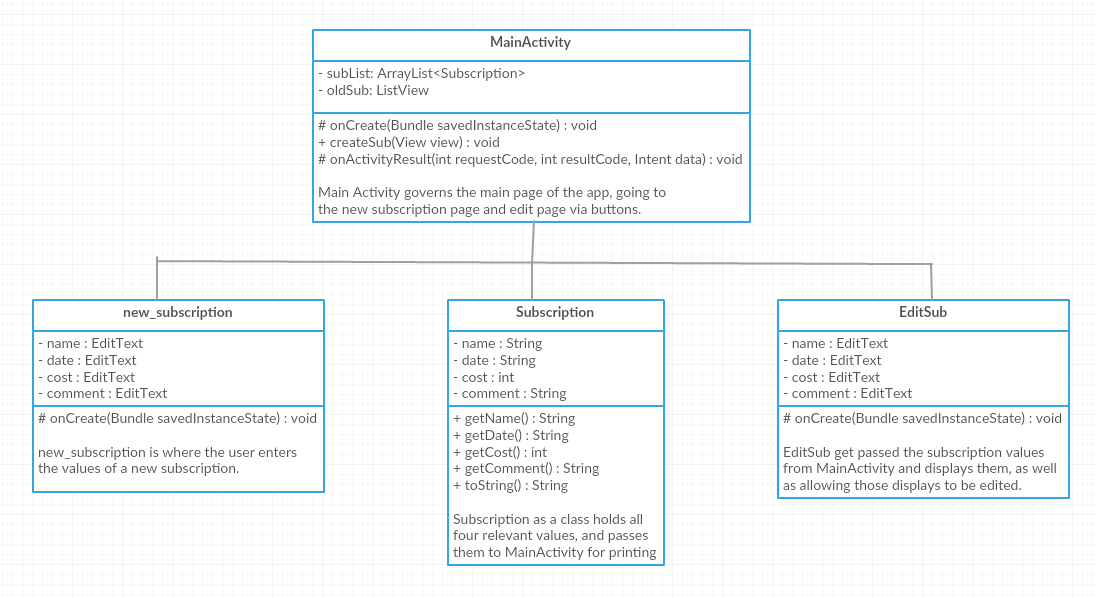 MainActivity
- subList: ArrayList<Subscription>
- oldSub: ListView
# onCreate(Bundle savedInstanceState) : void
+ createSub(View view) : void
# onActivityResult(int requestCode, int resultCode, Intent data) : void
Main Activity governs the main page of the app, going to
the new subscription page and edit page via buttons.
new_subscription
- name : EditText
- date : EditText
- cost : EditText
- comment : EditText
# onCreate(Bundle savedInstanceState) : void
new_subscription is where the user enters
the values of a new subscription.
Subscription
- name : String
- date : String
- cost : int
- comment : String
+ getName() : String
+ getDate() : String
+ getCost() : int
+ getComment() : String
+ toString() : String
Subscription as a class holds all
four relevant values, and passes
them to MainActivity for printing
EditSub
- name : EditText
- date : EditText
- cost : EditText
- comment : EditText
# onCreate(Bundle savedInstanceState) : void
EditSub get passed the subscription values
from MainActivity and displays them, as well
as allowing those displays to be edited.